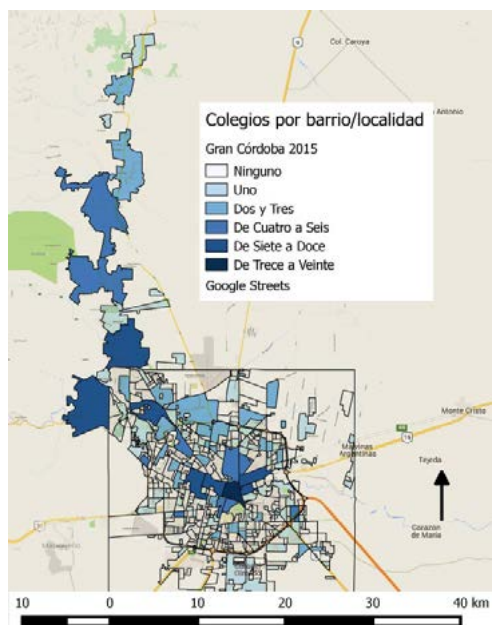 Col. Caroya
Antonio
Colegios por barrio/localidad
Gran Córdoba 2015
Ninguno
Uno
Dos y Tres
De Cuatro a Seis
De Siete a Doce
De Trece a Veinte
Google Streets
Monte Cristo
Malvinas
Argentinas
19
Tejeda
Corazón
de María
10 0 10 20 30 40 km